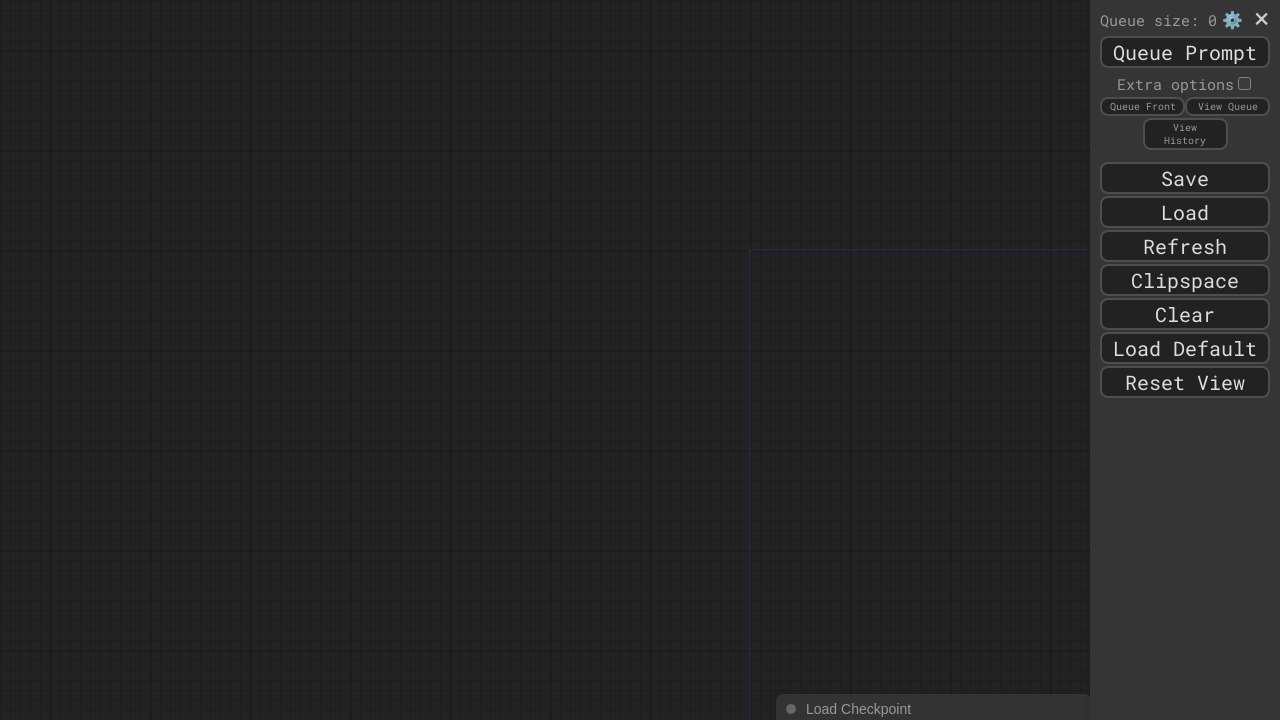 Queue size: 0
Queue Prompt
Extra options
Queue Front
View Queue
View
History
Save
Load
Refresh
Clipspace
Clear
Load Default
Reset View
Load Checkpoint